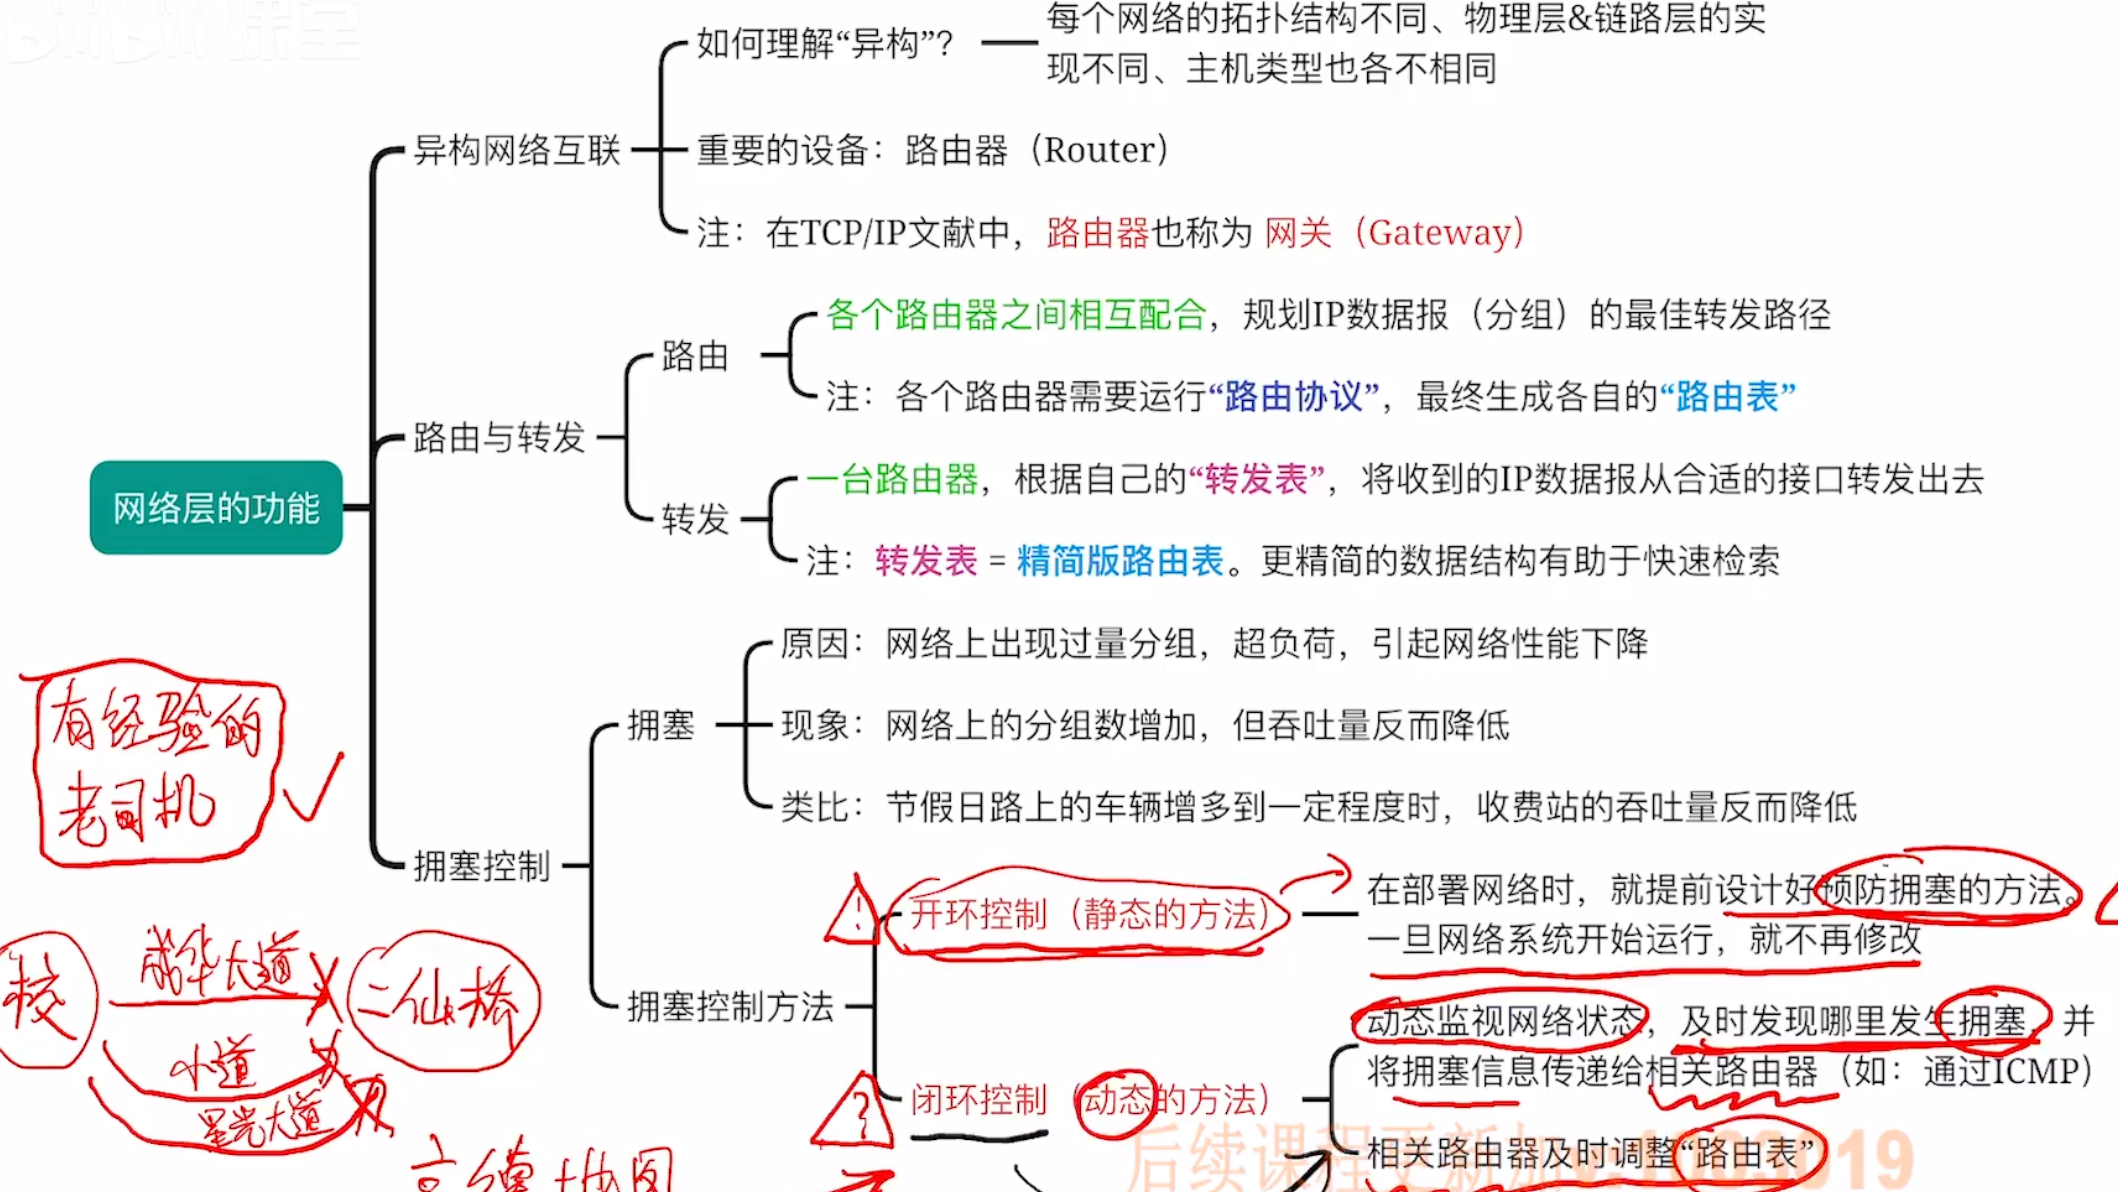 课堂
每个网络的拓扑结构不同、物理层&链路层的实
现不同、主机类型也各不相同
如何理解“异构”？
异构网络互联
重要的设备：路由器（Router）
注：在TCP/IP文献中，路由器也称为 网关（Gateway）
各个路由器之间相互配合，规划IP数据报（分组）的最佳转发路径
路由
注：各个路由器需要运行“路由协议”，最终生成各自的“路由表”
路由与转发
一台路由器，根据自己的“转发表”，将收到的IP数据报从合适的接口转发出去
网络层的功能
转发
注：转发表 = 精简版路由表。更精简的数据结构有助于快速检索
原因：网络上出现过量分组，超负荷，引起网络性能下降
有经验的
老司机
拥塞
现象：网络上的分组数增加，但吞吐量反而降低
类比：节假日路上的车辆增多到一定程度时，收费站的吞吐量反而降低
拥塞控制
开环控制（静态的方法）
在部署网络时，就提前设计好预防拥塞的方法。
一旦网络系统开始运行，就不再修改
校
成华大道
二仙桥
小道
星光大道
高德地图
拥塞控制方法
动态监视网络状态，及时发现哪里发生拥塞，并
将拥塞信息传递给相关路由器（如：通过ICMP）
闭环控制（动态的方法）
相关路由器及时调整“路由表”
后续课程更新加